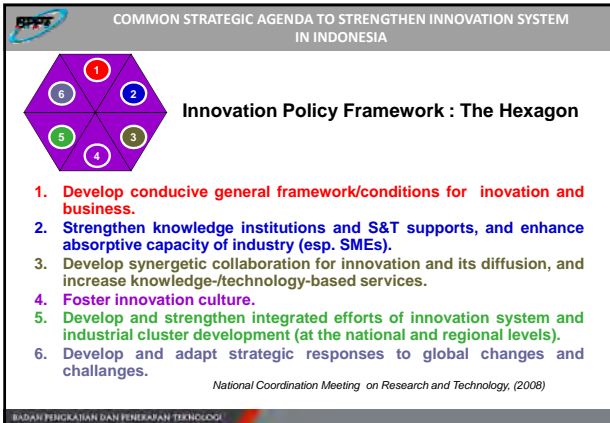 BPPT
COMMON STRATEGIC AGENDA TO STRENGTHEN INNOVATION SYSTEM
IN INDONESIA
1
6
2
Innovation Policy Framework : The Hexagon
5
3
4
1. Develop conducive general framework/conditions for inovation and
business.
2. Strengthen knowledge institutions and S&T supports, and enhance
absorptive capacity of industry (esp. SMEs).
3. Develop synergetic collaboration for innovation and its diffusion, and
increase knowledge-/technology-based services.
4. Foster innovation culture.
5. Develop and strengthen integrated efforts of innovation system and
industrial cluster development (at the national and regional levels).
6. Develop and adapt strategic responses to global changes and
challanges.
National Coordination Meeting on Research and Technology, (2008)
BADAN PENGKAJIAN DAN PENERAPAN TEKNOLOGI